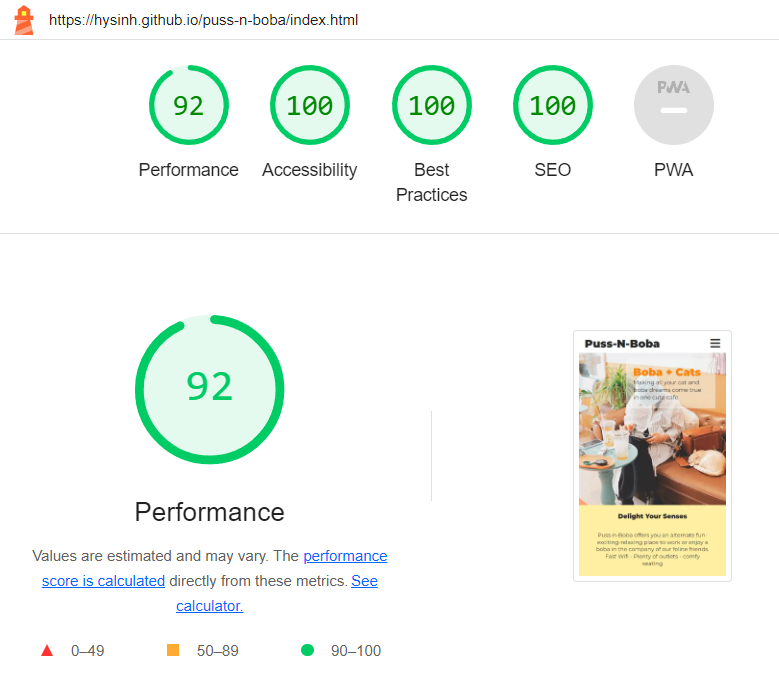 https://hysinh.github.io/puss-n-boba/index.html
92
100
100
100
PWA
Performance
Accessibility
Best
Practices
SEO
PWA
92
Performance
Values are estimated and may vary. The performance
score is calculated directly from these metrics. See
calculator.
0–49
50–89
90–100
Puss-N-Boba
Boba + Cats
Making all your cat and
boba dreams come true
in one cute cafe
Delight Your Senses
Puss n Boba offers you an alternate fun-
exciting-relaxing place to work or enjoy a
boba in the company of our feline friends.
Fast Wifi - Plenty of outlets - comfy
seating